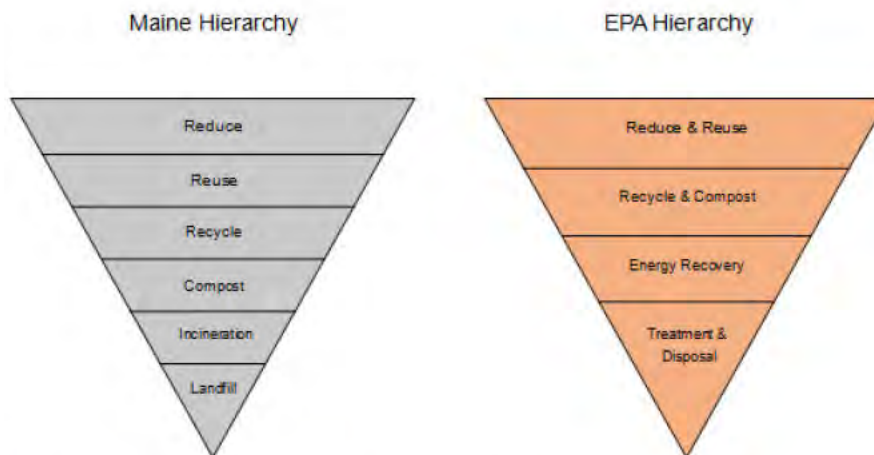 Maine Hierarchy
Reduce
Reuse
Recycle
Compost
Incineration
Landfill
EPA Hierarchy
Reduce & Reuse
Recycle & Compost
Energy Recovery
Treatment &
Disposal